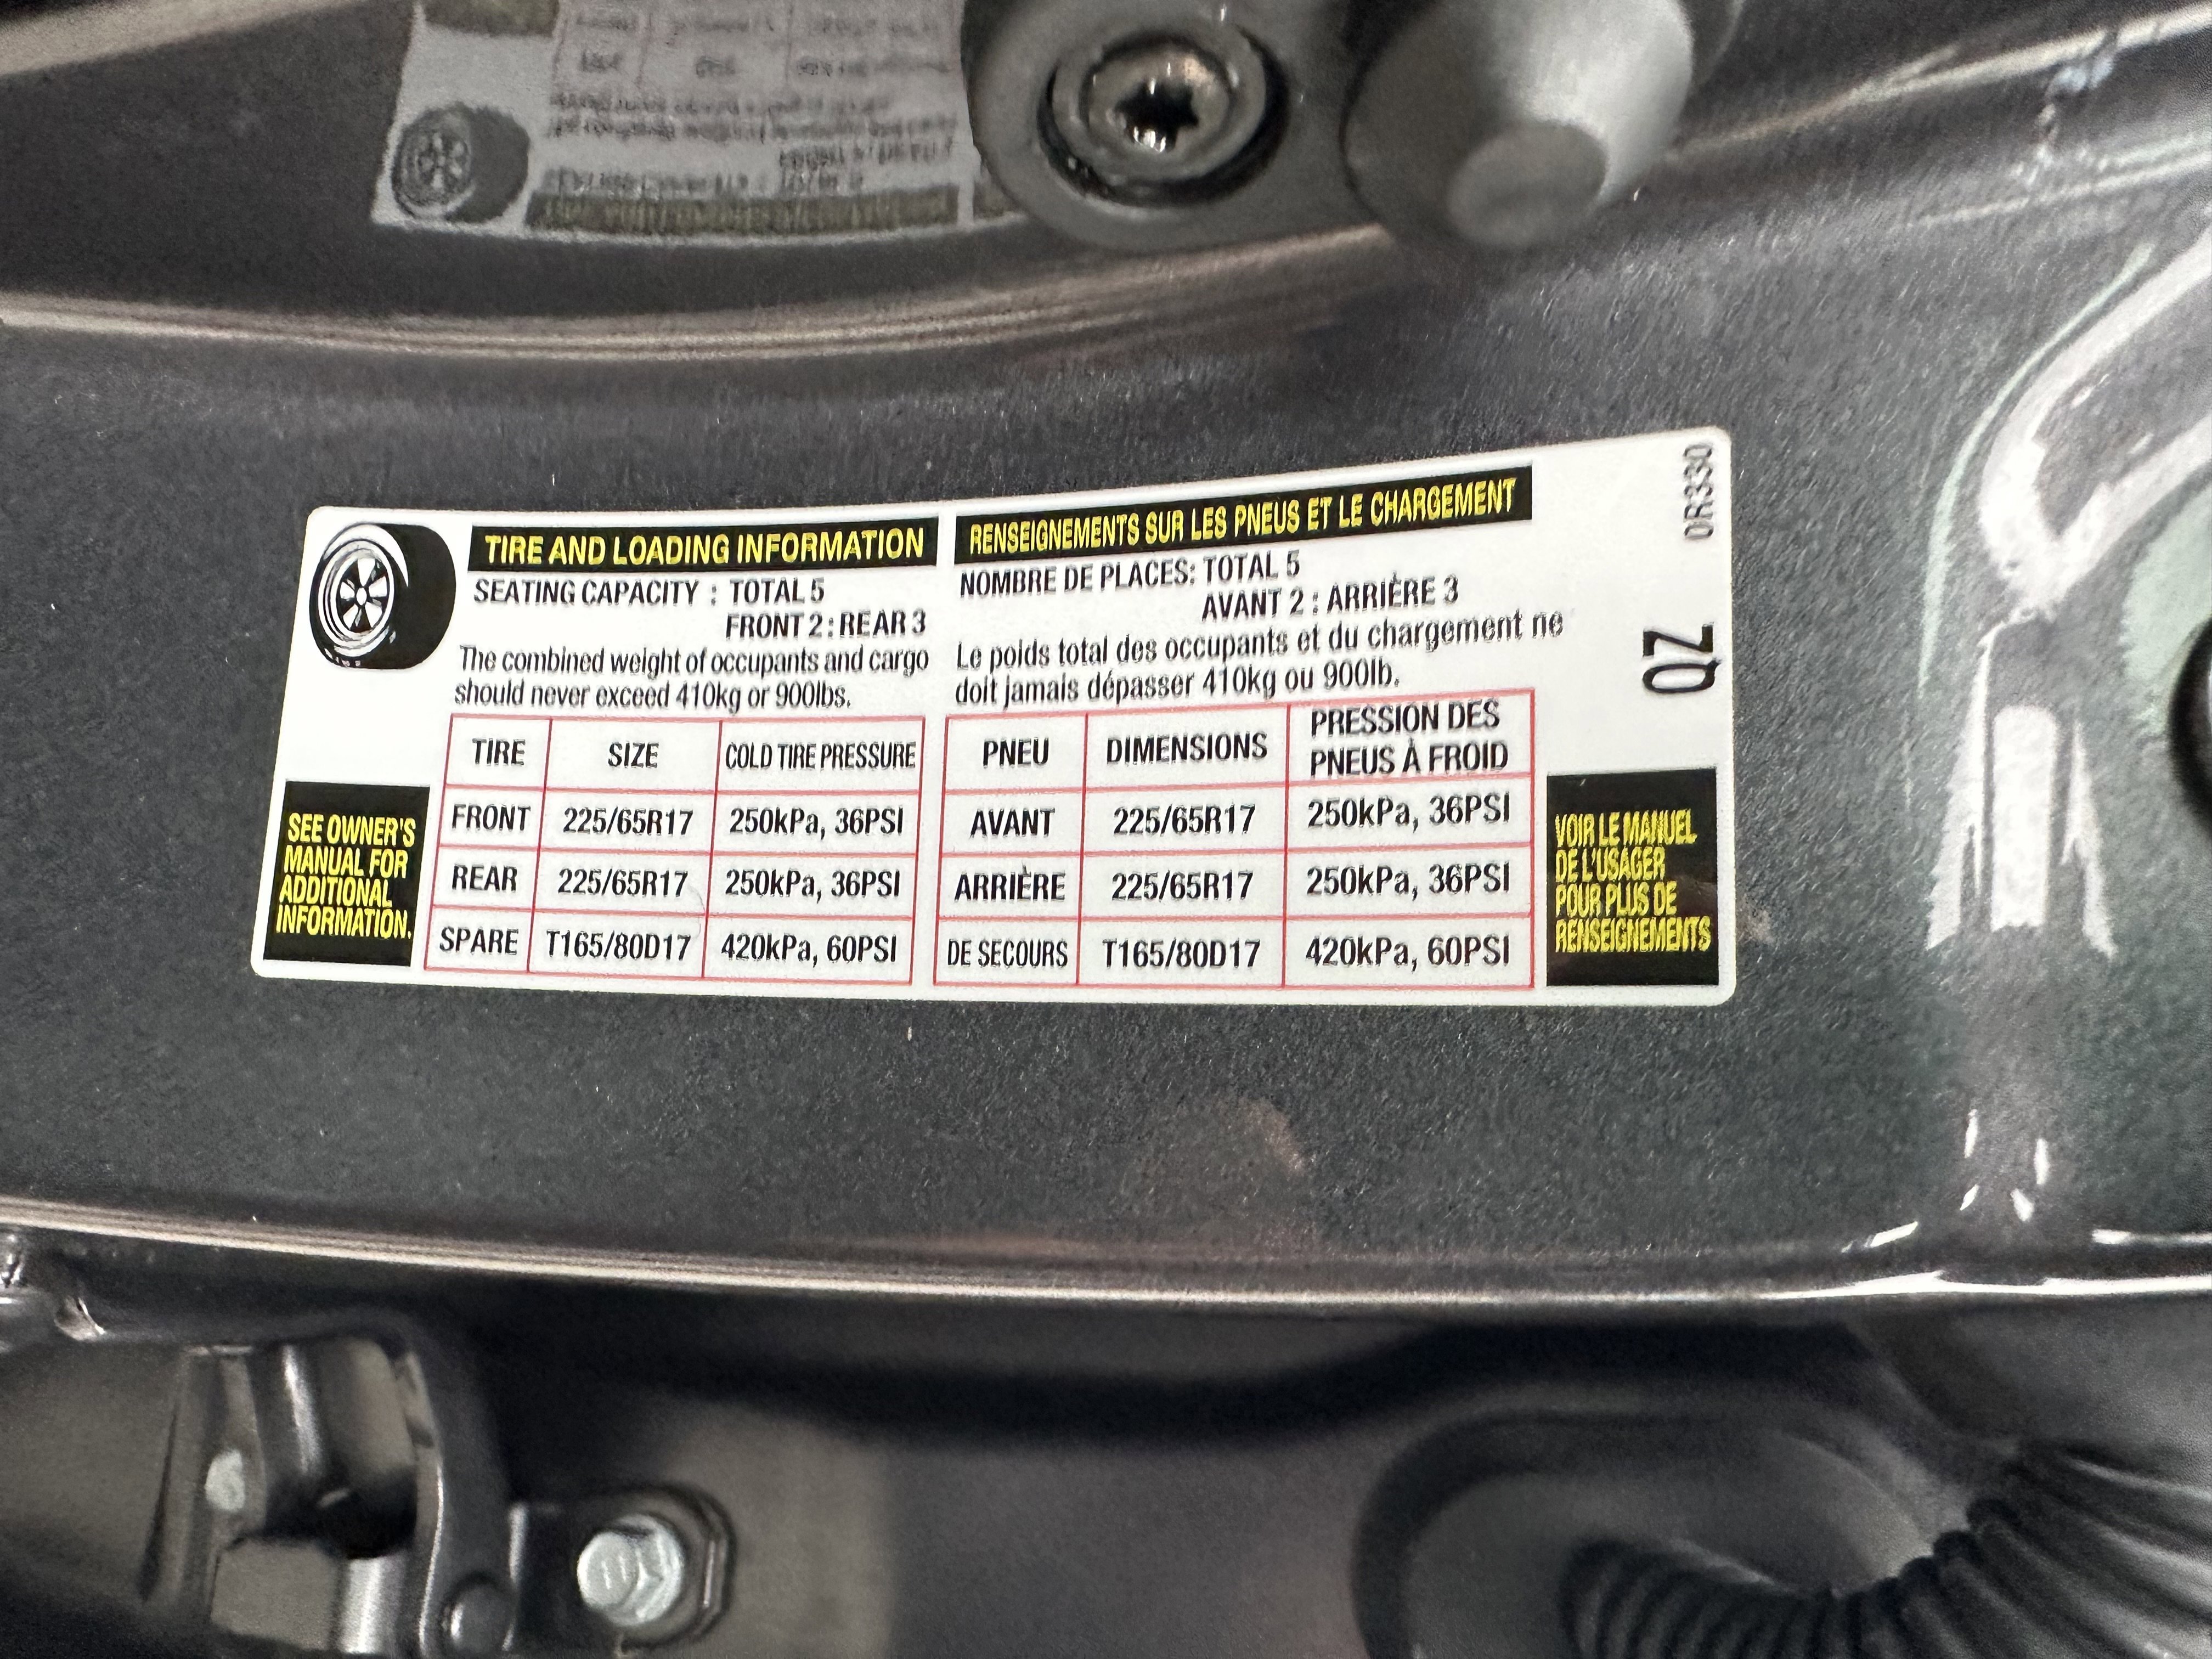 TIRE AND LOADING INFORMATION
SEATING CAPACITY : TOTAL 5
FRONT 2 : REAR 3
The combined weight of occupants and cargo
should never exceed 410kg or 900lbs.
TIRE SIZE COLD TIRE PRESSURE
FRONT 225/65R17 250kPa, 36PSI
REAR 225/65R17 250kPa, 36PSI
SPARE T165/80D17 420kPa, 60PSI
SEE OWNER'S
MANUAL FOR
ADDITIONAL
INFORMATION.
RENSEIGNEMENTS SUR LES PNEUS ET LE CHARGEMENT
NOMBRE DE PLACES: TOTAL 5
AVANT 2 : ARRIÈRE 3
Le poids total des occupants et du chargement ne
doit jamais dépasser 410kg ou 900lb.
PNEU DIMENSIONS PRESSION DES
PNEUS À FROID
AVANT 225/65R17 250kPa, 36PSI
ARRIÈRE 225/65R17 250kPa, 36PSI
DE SECOURS T165/80D17 420kPa, 60PSI
VOIR LE MANUEL
DE L'USAGER
POUR PLUS DE
RENSEIGNEMENTS
QZ
0R330